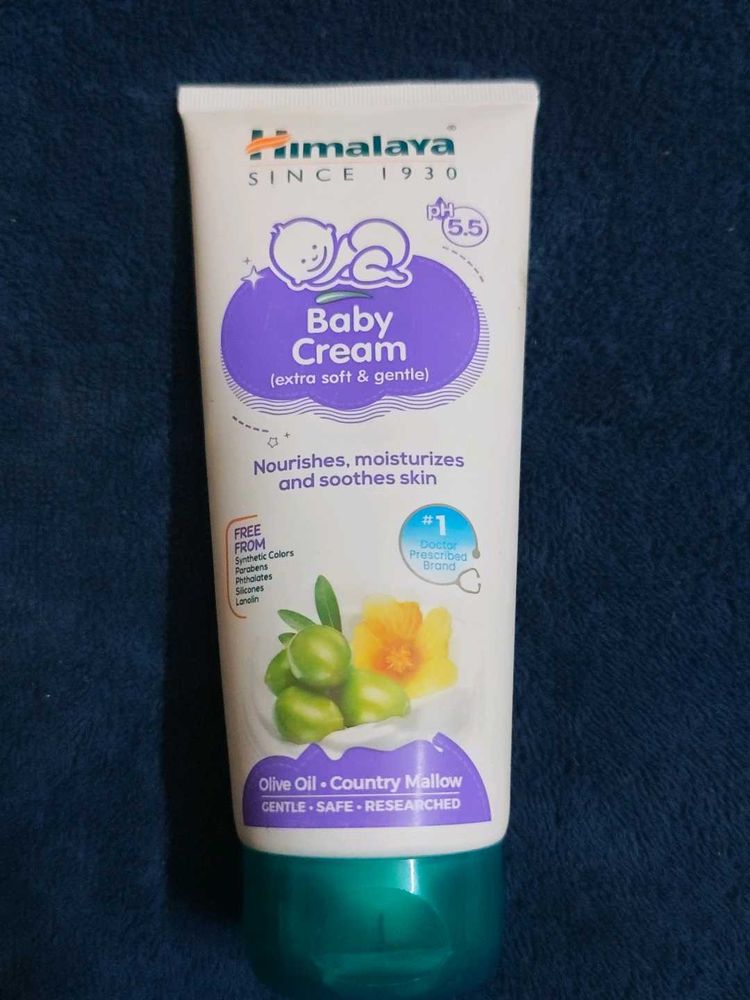 Himalaya®
SINCE 1930
pH
5.5
Baby
Cream
(extra soft & gentle)
Nourishes, moisturizes
and soothes skin
FREE
FROM
Synthetic Colors
Parabens
Phthalates
Silicones
Lanolin
#1
Doctor
Prescribed
Brand
Olive Oil • Country Mallow
GENTLE • SAFE • RESEARCHED